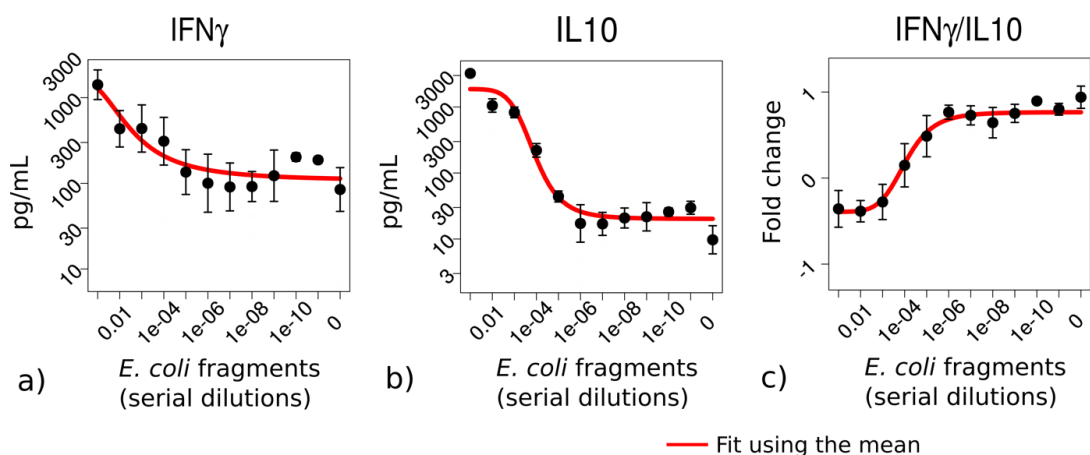 IFNγ
3000
1000
300
100
30
10
pg/mL
0.01
1e-04
1e-06
1e-08
1e-10
0
E. coli fragments
(serial dilutions)
a)
IL10
3000
1000
300
100
30
10
3
pg/mL
0.01
1e-04
1e-06
1e-08
1e-10
0
E. coli fragments
(serial dilutions)
b)
IFNγ/IL10
1
0
-1
Fold change
0.01
1e-04
1e-06
1e-08
1e-10
0
E. coli fragments
(serial dilutions)
c)
Fit using the mean